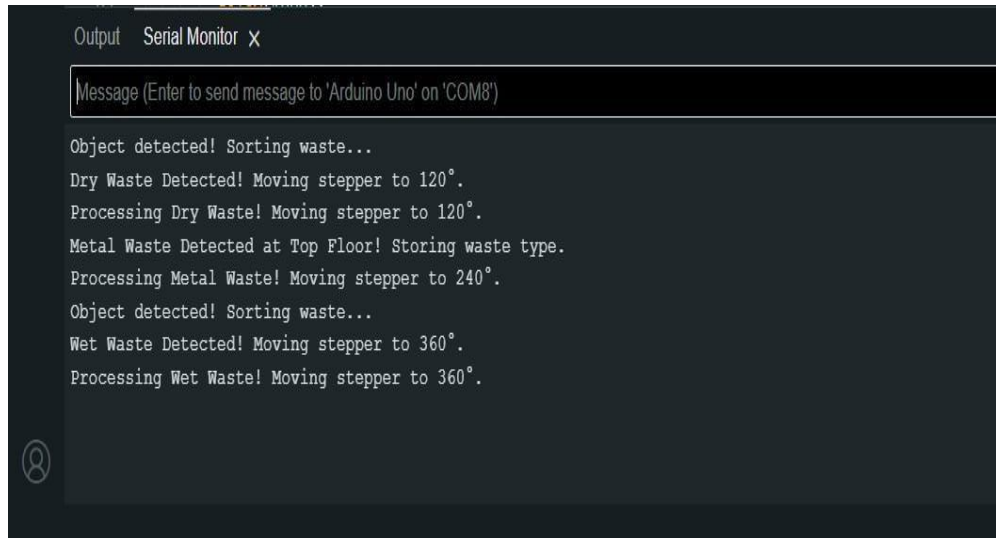 Output Serial Monitor X
Message (Enter to send message to 'Arduino Uno' on 'COM8')
Object detected! Sorting waste...
Dry Waste Detected! Moving stepper to 120°.
Processing Dry Waste! Moving stepper to 120°.
Metal Waste Detected at Top Floor! Storing waste type.
Processing Metal Waste! Moving stepper to 240°.
Object detected! Sorting waste...
Wet Waste Detected! Moving stepper to 360°.
Processing Wet Waste! Moving stepper to 360°.